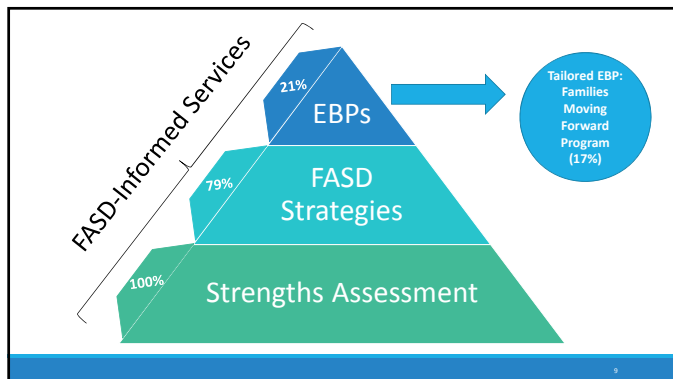 FASD-Informed Services
21%
EBPs
Tailored EBP:
Families
Moving
Forward
Program
(17%)
79%
FASD
Strategies
100%
Strengths Assessment
9